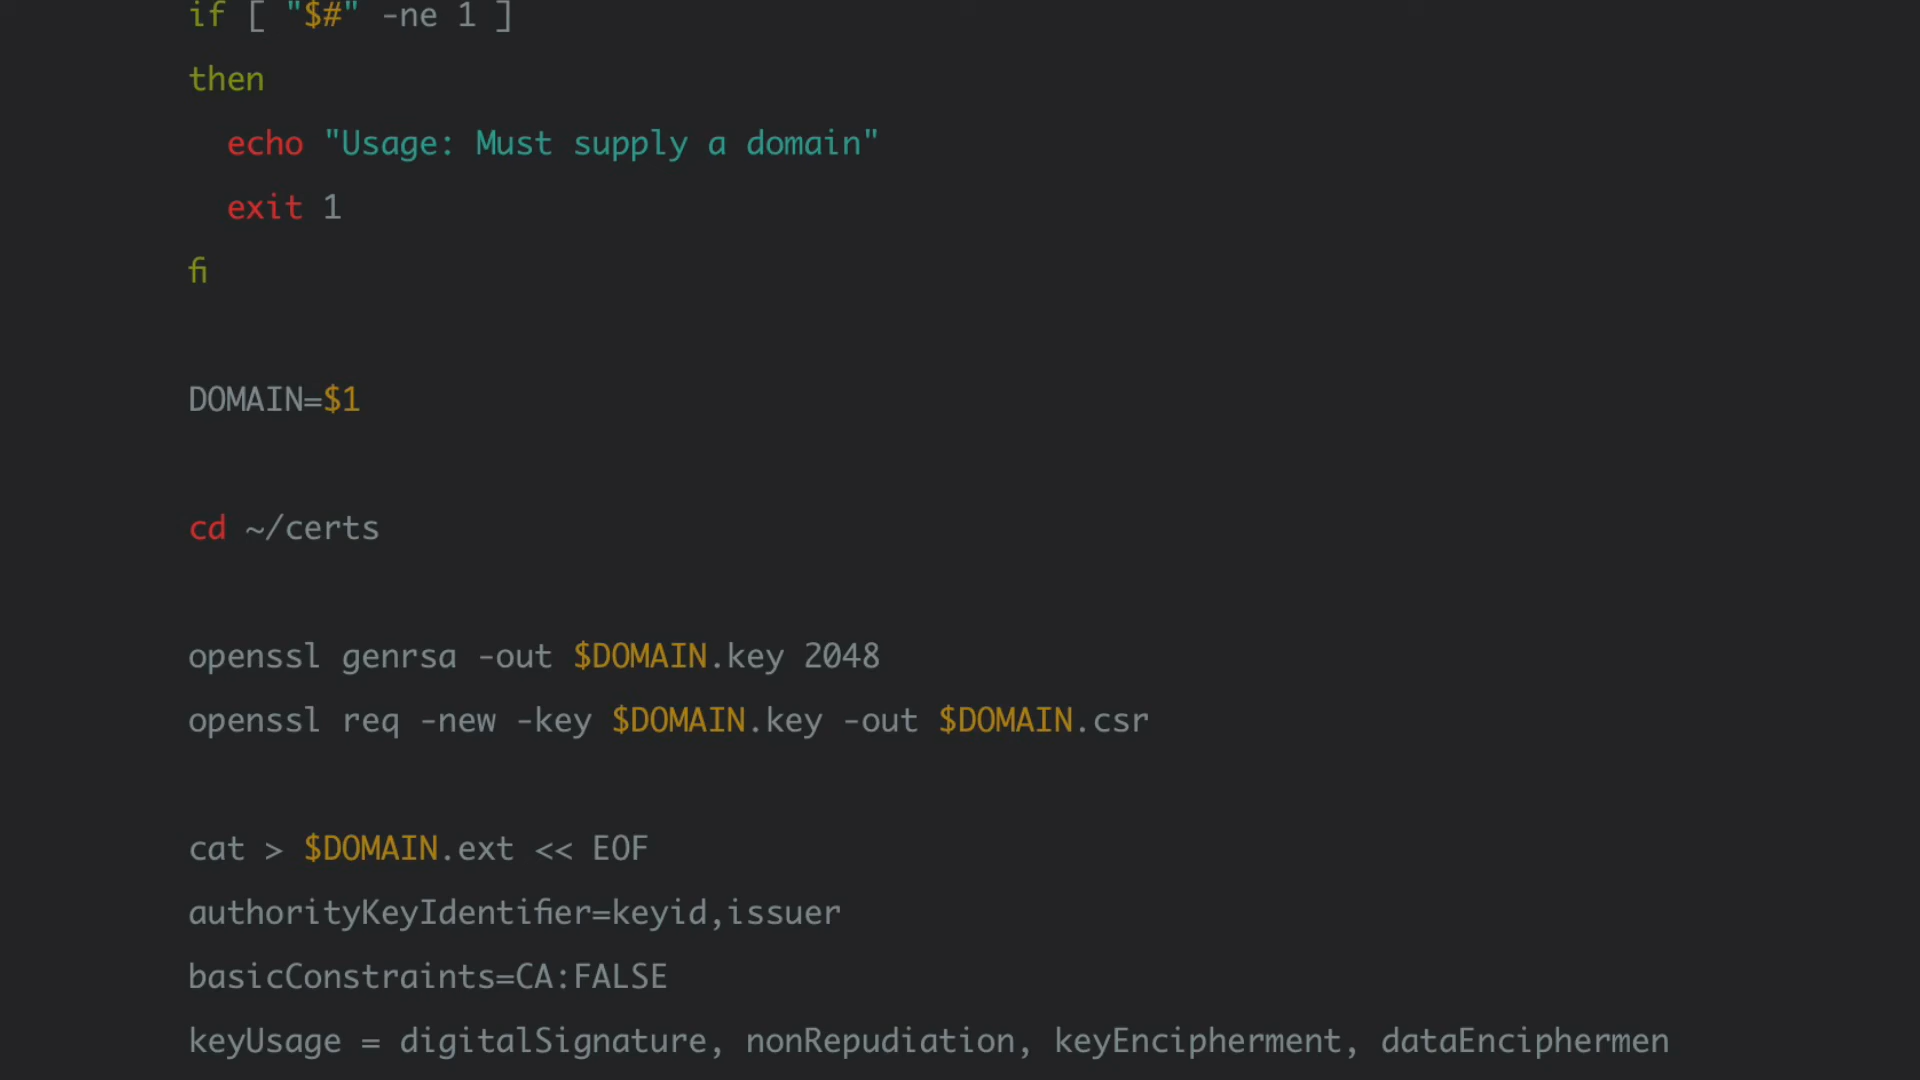 if [ "$#" -ne 1 ]
then
  echo "Usage: Must supply a domain"
  exit 1
fi
DOMAIN=$1
cd ~/certs
openssl genrsa -out $DOMAIN.key 2048
openssl req -new -key $DOMAIN.key -out $DOMAIN.csr
cat > $DOMAIN.ext << EOF
authorityKeyIdentifier=keyid,issuer
basicConstraints=CA:FALSE
keyUsage = digitalSignature, nonRepudiation, keyEncipherment, dataEnciphermen